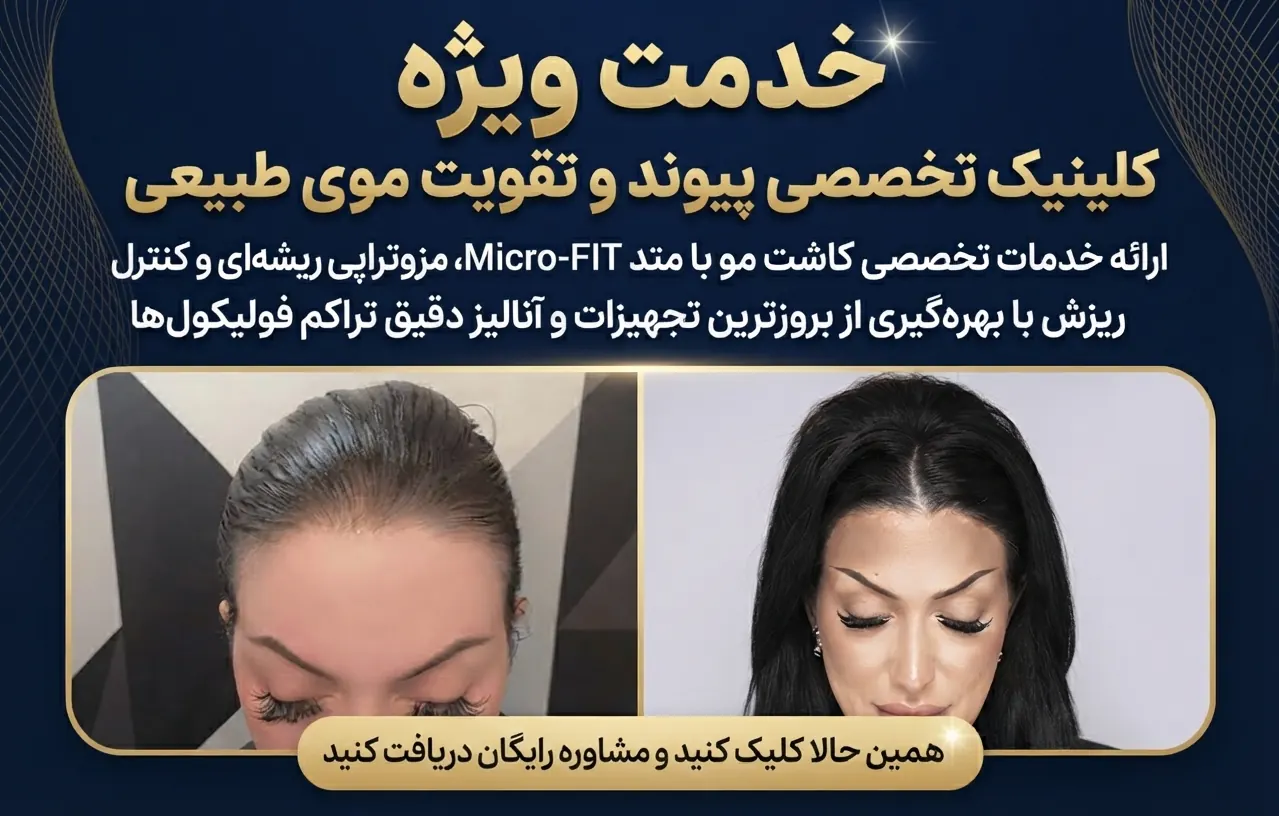 خدمت ویژه
کلینیک تخصصی پیوند و تقویت موی طبیعی
ارائه خدمات تخصصی کاشت مو با متد Micro-FIT، مزوتراپی ریشه‌ای و کنترل
ریزش با بهره‌گیری از بروزترین تجهیزات و آنالیز دقیق تراکم فولیکول‌ها
همین حالا کلیک کنید و مشاوره رایگان دریافت کنید